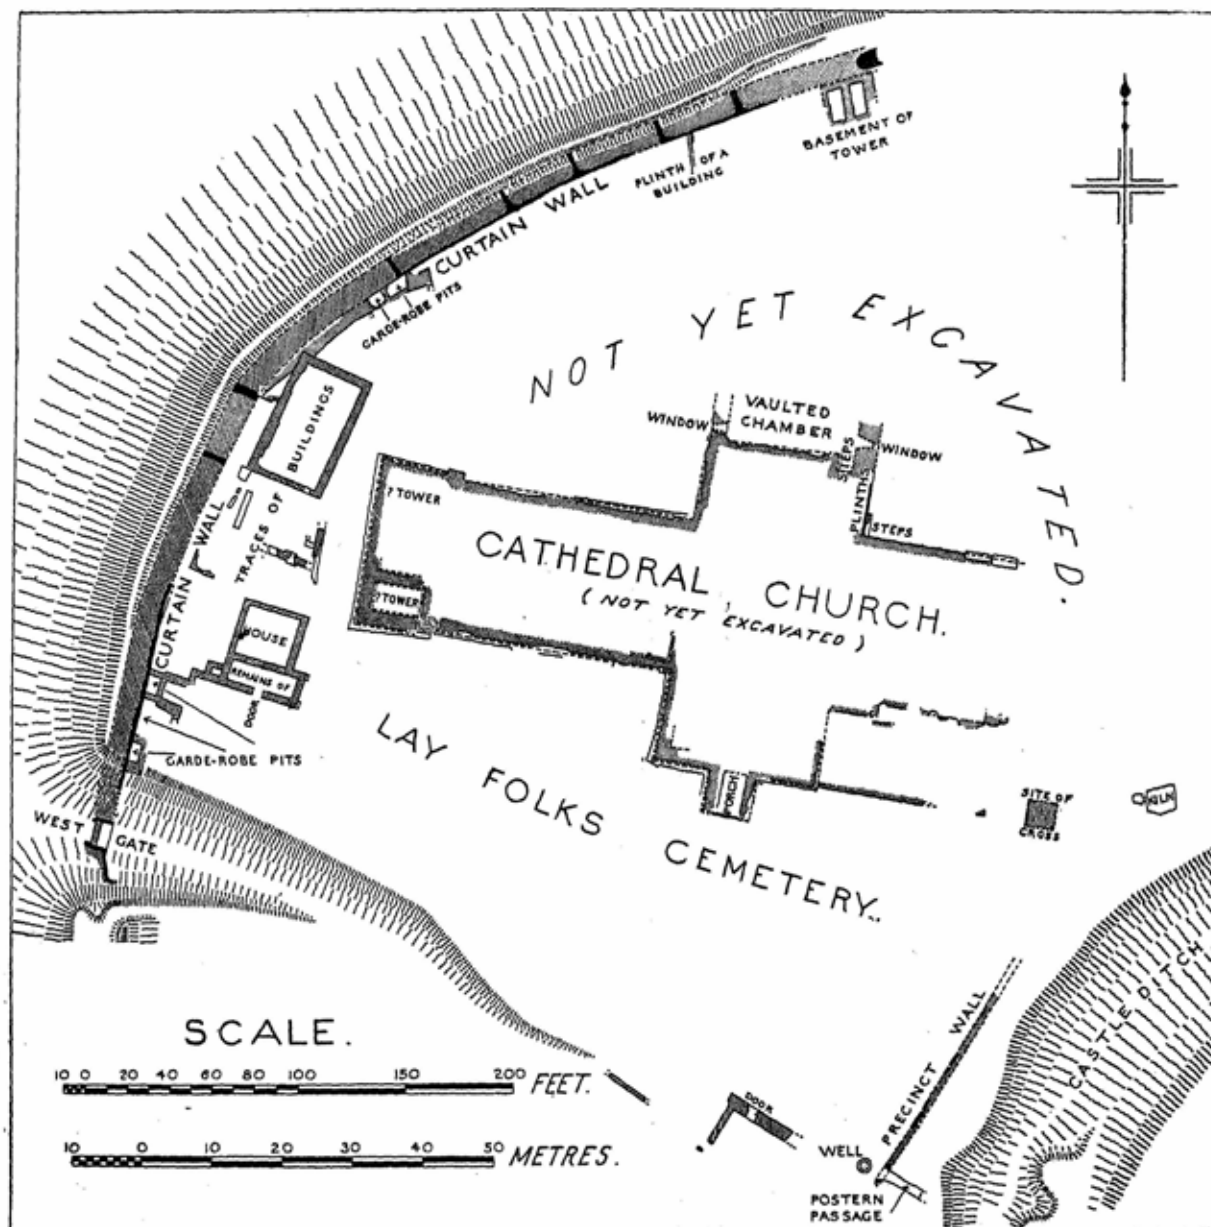 BASEMENT OF
TOWER
PLINTH OF A
BUILDING
CURTAIN WALL
GARDE-ROBE PITS
NOT YET EXCAVATED.
BUILDINGS
TRACES OF
CURTAIN WALL
WINDOW
VAULTED
CHAMBER
STEPS
WINDOW
PLINTHS
STEPS
? TOWER
CATHEDRAL, CHURCH.
(NOT YET EXCAVATED)
? TOWER
HOUSE
REMAINS OF
DOOR
GARDE-ROBE PITS
WEST GATE
LAY FOLKS CEMETERY.
PORCH
SITE OF
CROSS
KILN
CASTLE DITCH
PRECINCT WALL
SCALE.
10 0 20 40 60 80 100 150 200 FEET.
10 0 10 20 30 40 50 METRES.
DOOR
WELL
POSTERN
PASSAGE